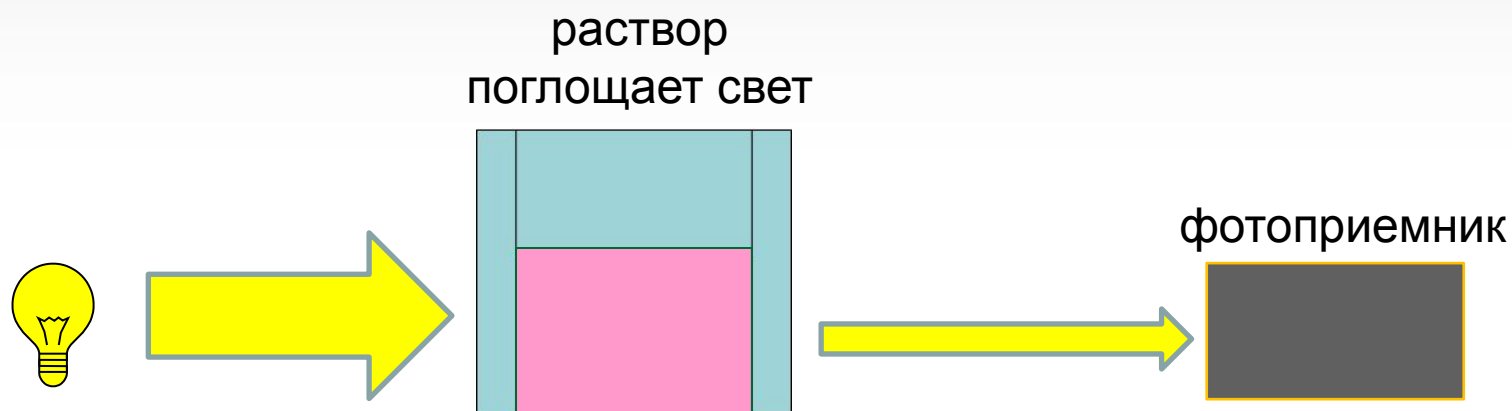 раствор
поглощает свет
фотоприемник